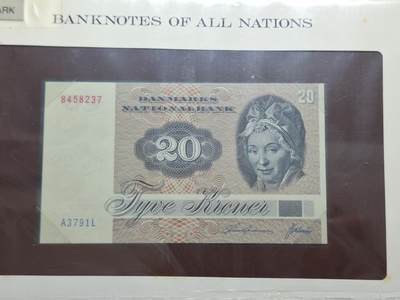 ARK
BANKNOTES OF ALL NATIONS
8458237
DANMARKS
NATIONALBANK
20
20
Tyve Kroner
A3791L